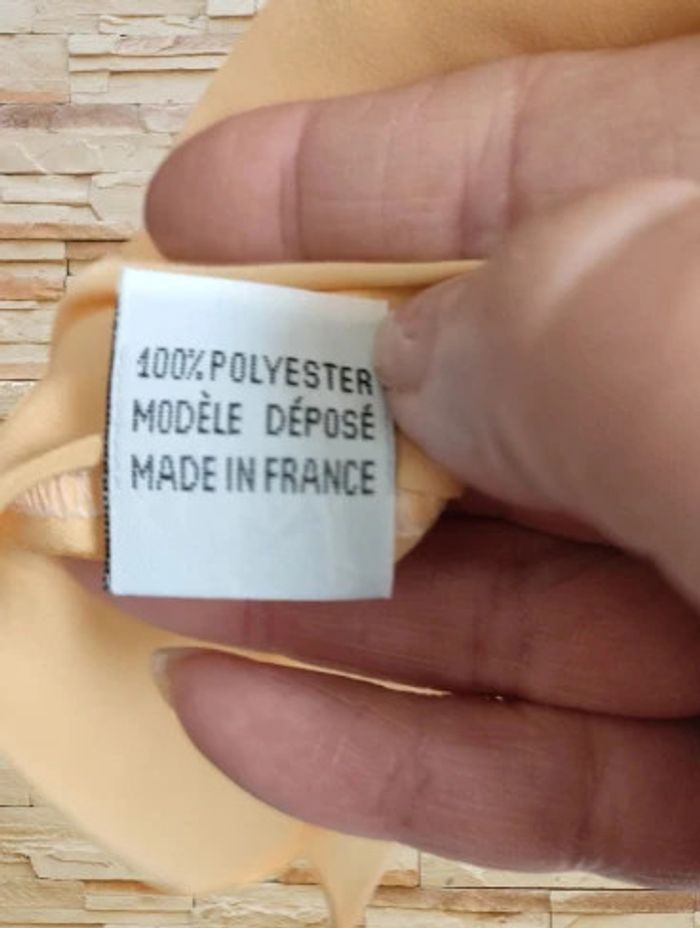 100% POLYESTER
MODÈLE DÉPOSÉ
MADE IN FRANCE